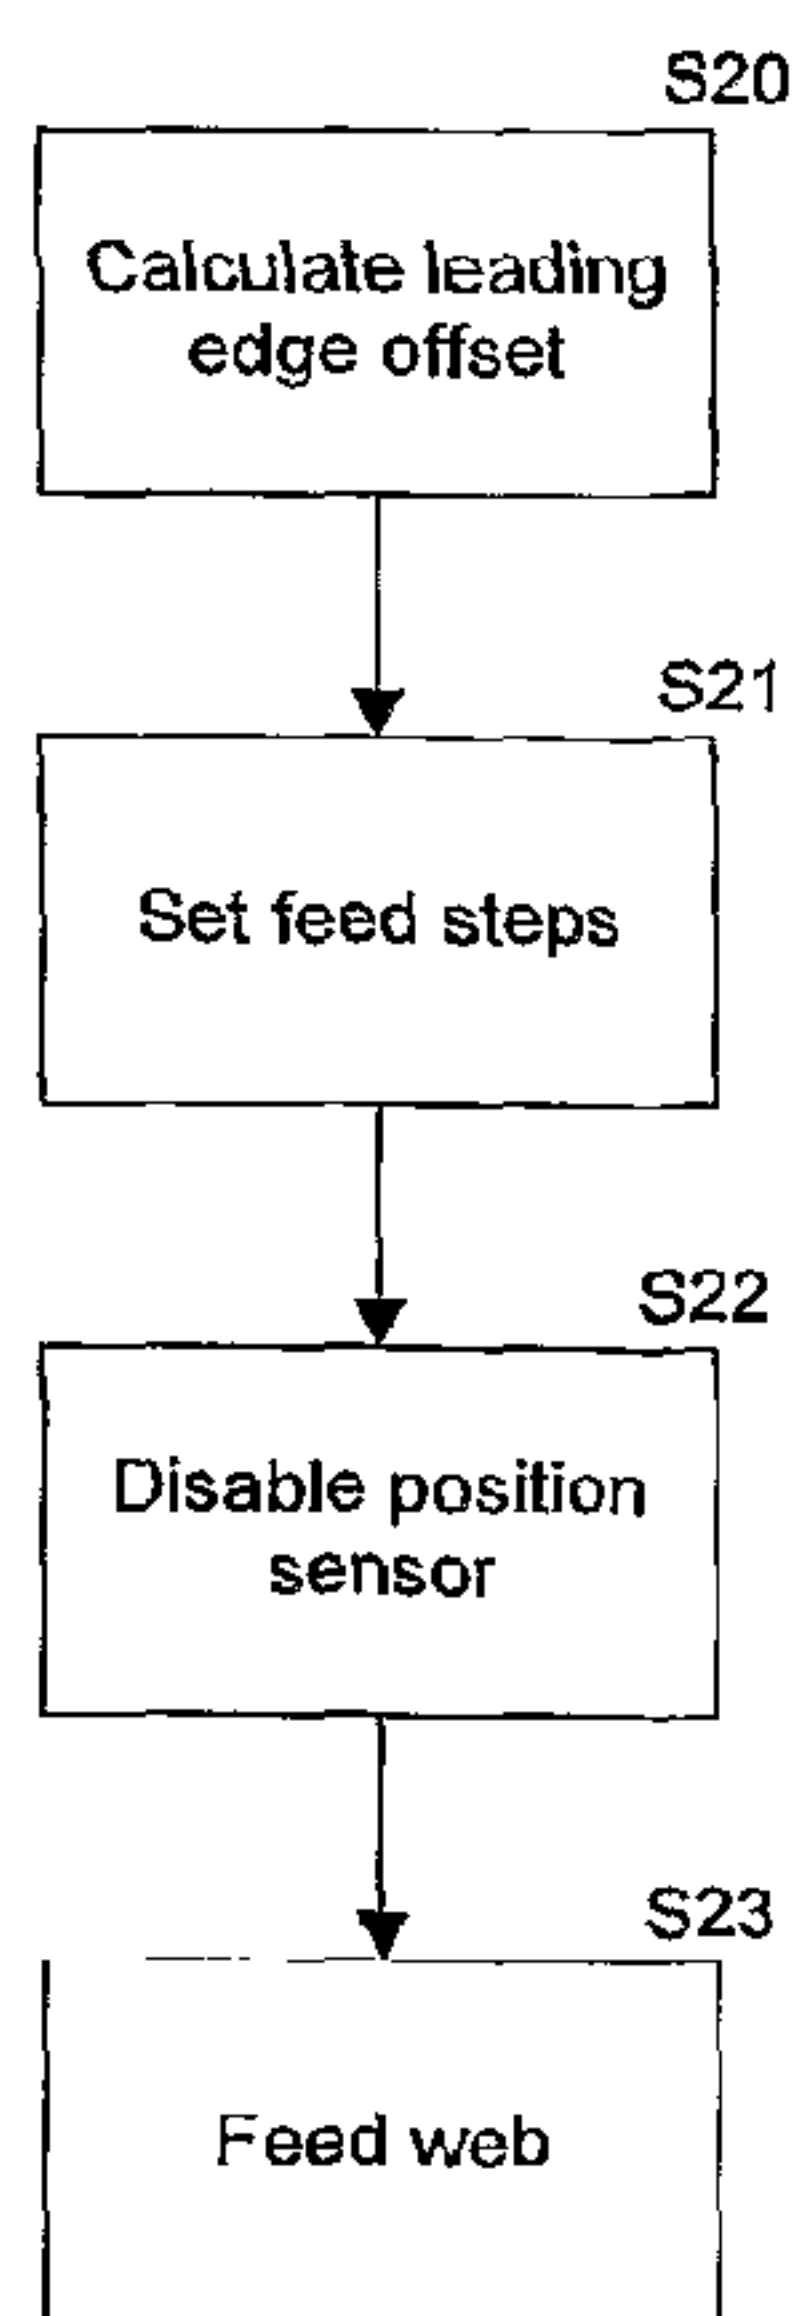 S20
Calculate leading
edge offset
S21
Set feed steps
S22
Disable position
sensor
S23
Feed web